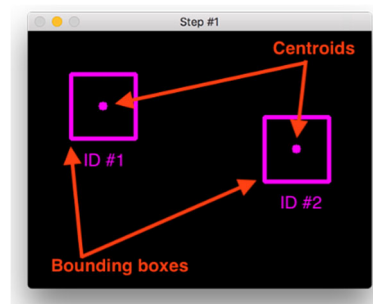 Step #1
Centroids
ID #1
ID #2
Bounding boxes